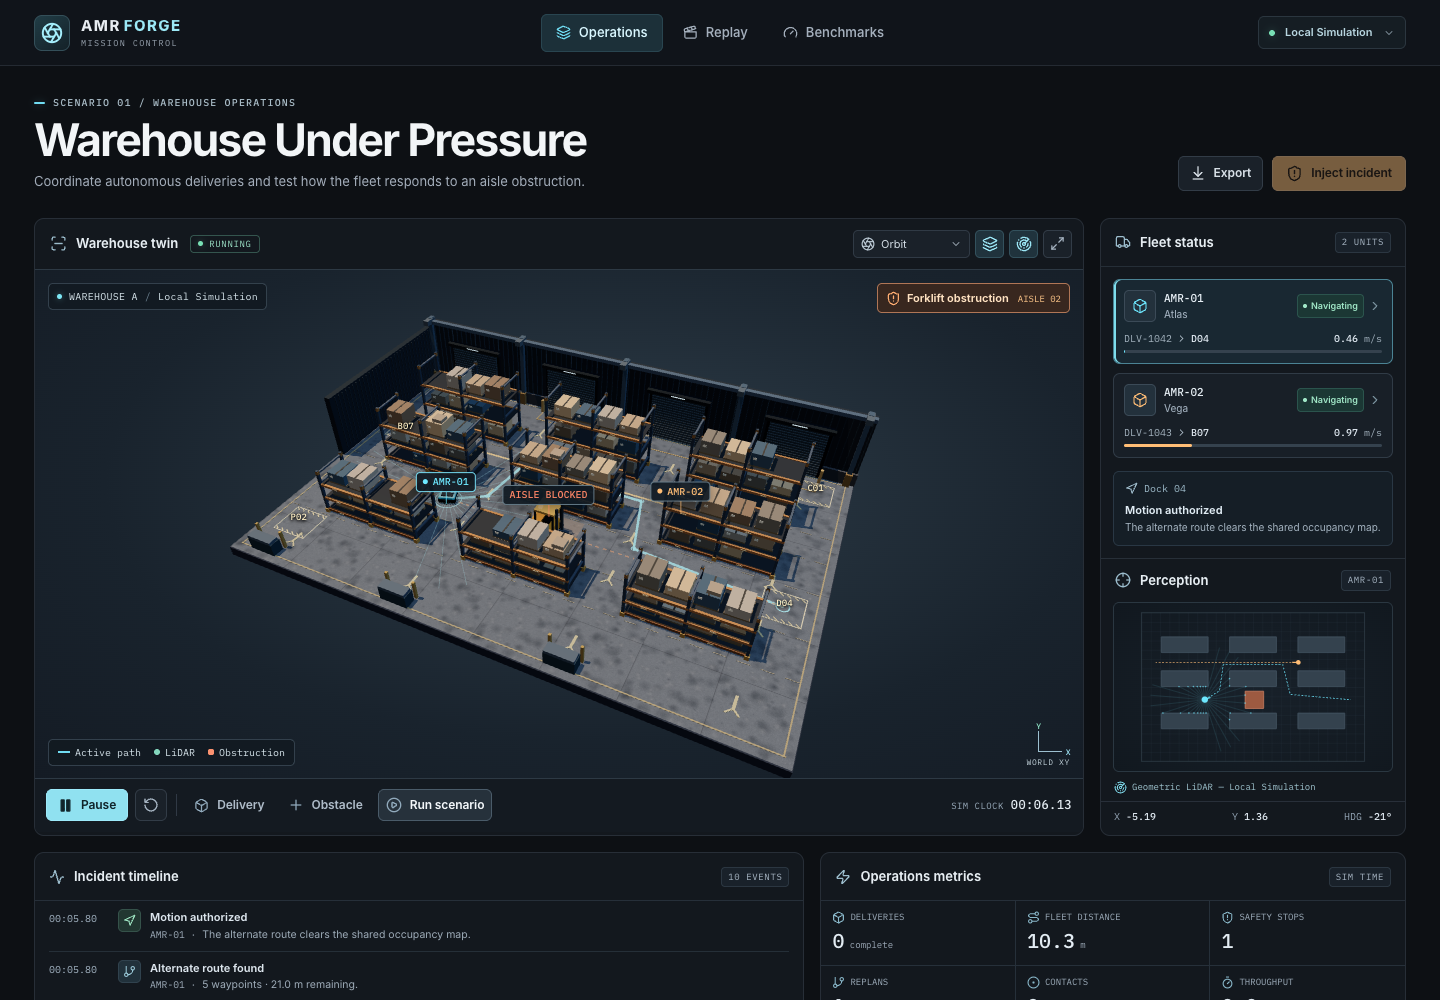 AMR FORGE
MISSION CONTROL
Operations
Replay
Benchmarks
Local Simulation
SCENARIO 01 / WAREHOUSE OPERATIONS
Warehouse Under Pressure
Coordinate autonomous deliveries and test how the fleet responds to an aisle obstruction.
Export
Inject incident
Warehouse twin
RUNNING
Orbit
WAREHOUSE A / Local Simulation
Forklift obstruction AISLE 02
B07
AMR-01
AISLE BLOCKED
AMR-02
C01
P02
D04
Active path
LiDAR
Obstruction
Y
X
WORLD XY
Pause
Delivery
Obstacle
Run scenario
SIM CLOCK 00:06.13
Fleet status
2 UNITS
AMR-01
Atlas
Navigating
DLV-1042 > D04
0.46 m/s
AMR-02
Vega
Navigating
DLV-1043 > B07
0.97 m/s
Dock 04
Motion authorized
The alternate route clears the shared occupancy map.
Perception
AMR-01
Geometric LiDAR — Local Simulation
X -5.19
Y 1.36
HDG -21°
Incident timeline
10 EVENTS
00:05.80
Motion authorized
AMR-01 · The alternate route clears the shared occupancy map.
00:05.80
Alternate route found
AMR-01 · 5 waypoints · 21.0 m remaining.
Operations metrics
SIM TIME
DELIVERIES
0 complete
FLEET DISTANCE
10.3 m
SAFETY STOPS
1
REPLANS
CONTACTS
THROUGHPUT